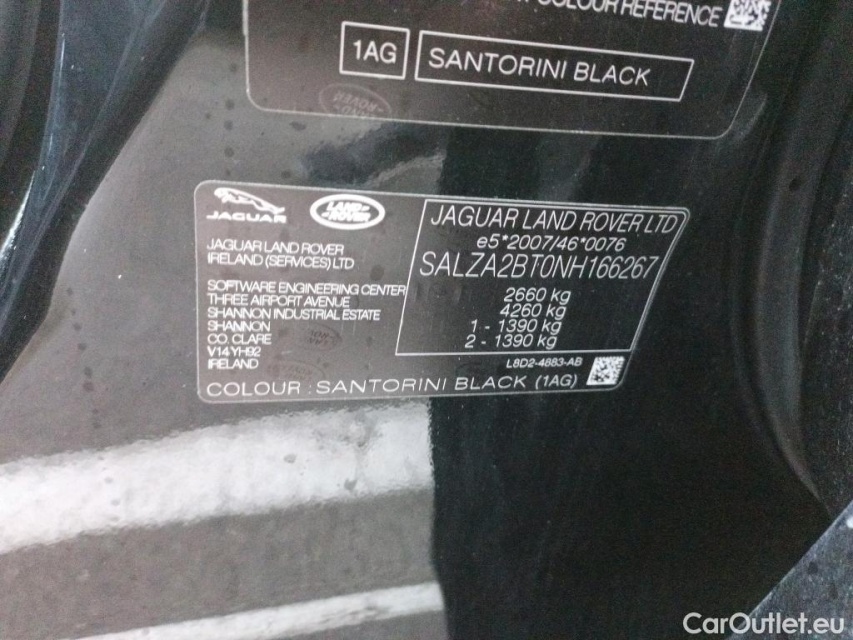 COLOUR REFERENCE
1AG
SANTORINI BLACK
JAGUAR
LAND
ROVER
JAGUAR LAND ROVER
IRELAND (SERVICES) LTD
SOFTWARE ENGINEERING CENTER
THREE AIRPORT AVENUE
SHANNON INDUSTRIAL ESTATE
SHANNON
CO. CLARE
V14 YH92
IRELAND
JAGUAR LAND ROVER LTD
e5*2007/46*0076
SALZA2BT0NH166267
2660 kg
4260 kg
1 - 1390 kg
2 - 1390 kg
L8D2-4883-AB
COLOUR : SANTORINI BLACK (1AG)
CarOutlet.eu